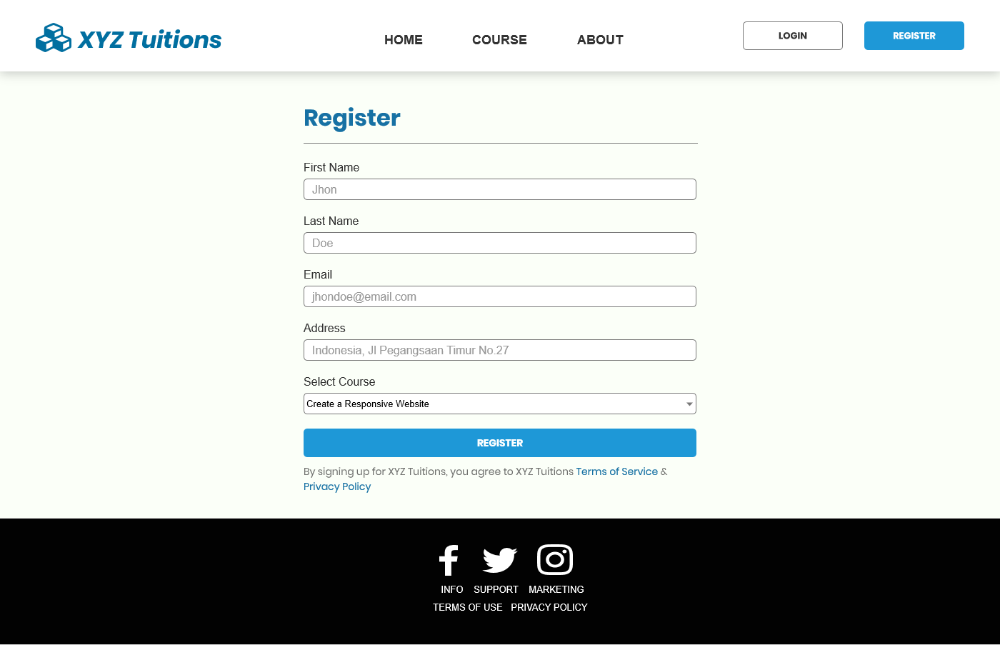 XYZ Tuitions
HOME COURSE ABOUT
LOGIN REGISTER
Register
First Name
Jhon
Last Name
Doe
Email
jhondoe@email.com
Address
Indonesia, Jl Pegangsaan Timur No.27
Select Course
Create a Responsive Website
REGISTER
By signing up for XYZ Tuitions, you agree to XYZ Tuitions Terms of Service &
Privacy Policy
INFO SUPPORT MARKETING
TERMS OF USE PRIVACY POLICY